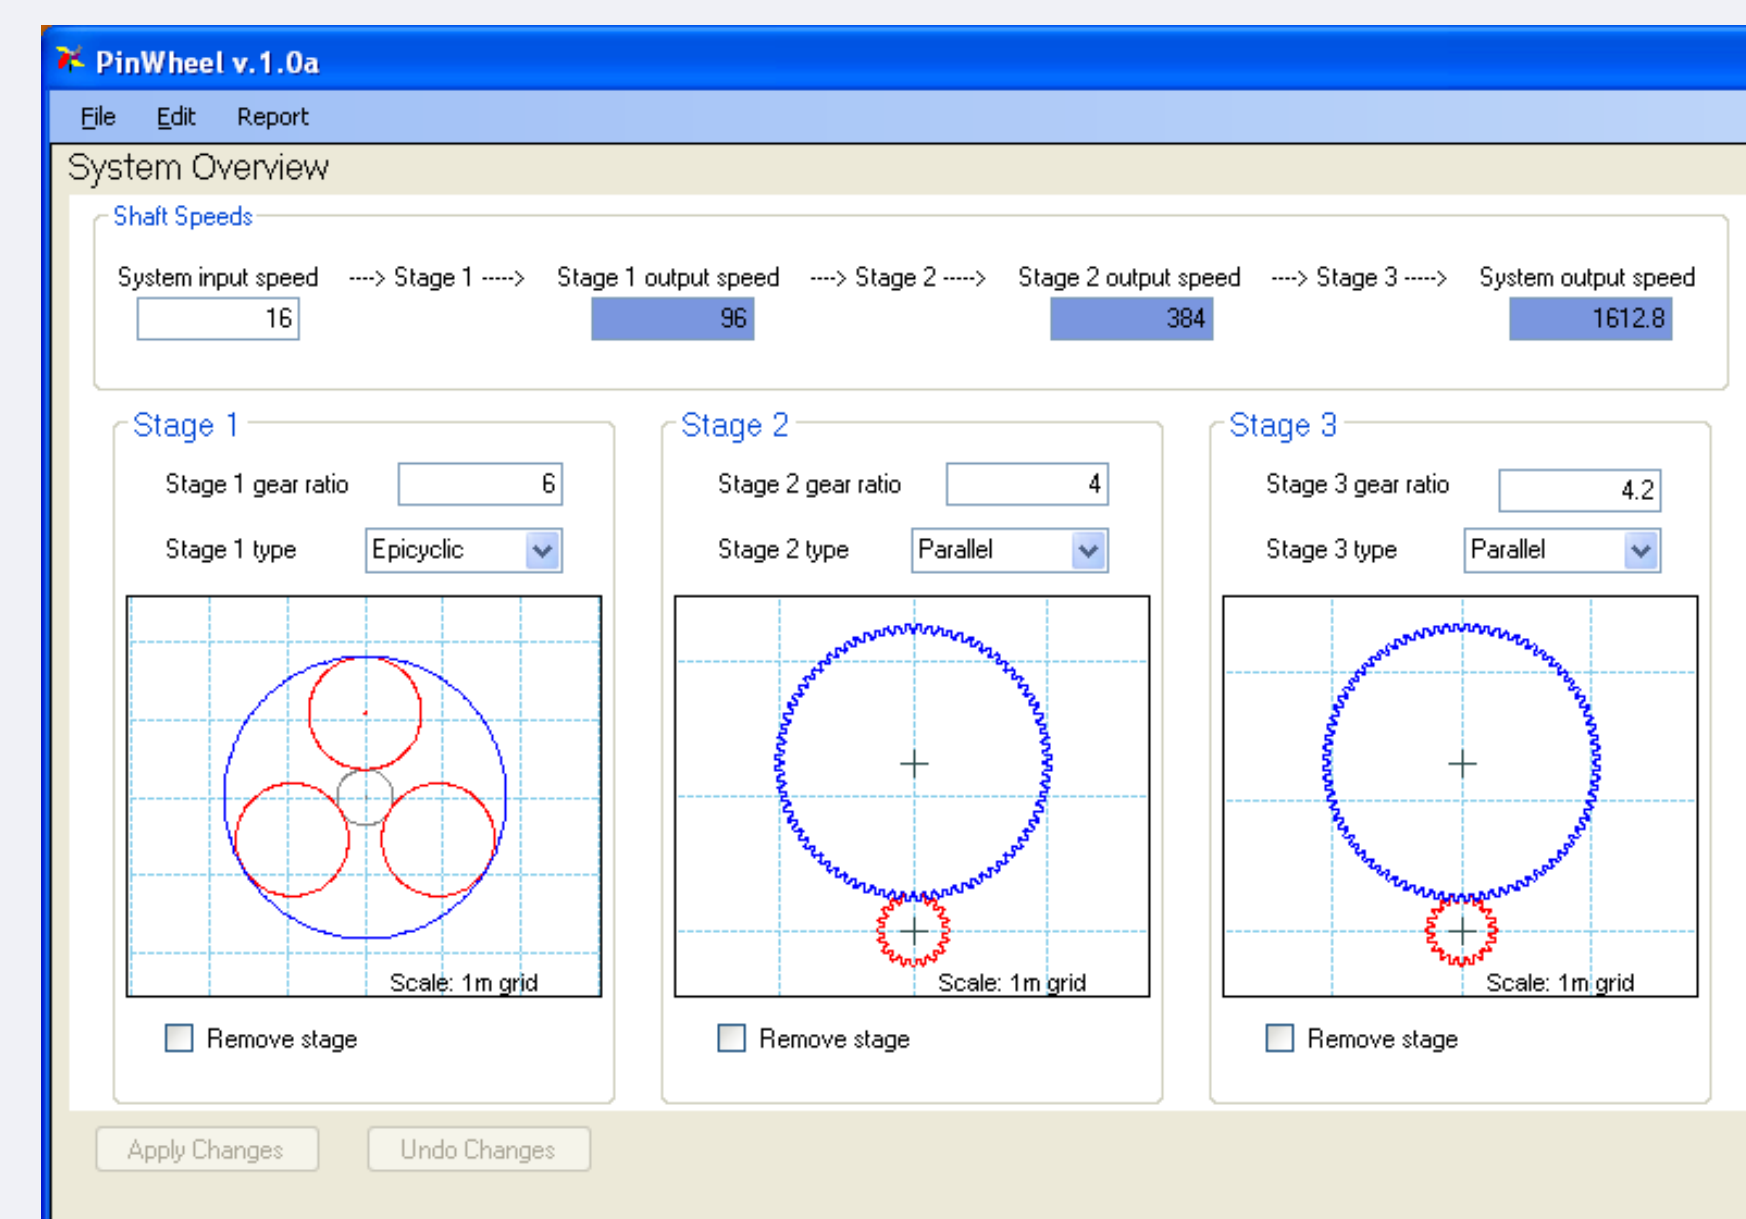 PinWheel v.1.0a
File Edit Report
System Overview
Shaft Speeds
System input speed ----> Stage 1 -----> Stage 1 output speed ----> Stage 2 -----> Stage 2 output speed ----> Stage 3 -----> System output speed
16 96 384 1612.8
Stage 1 Stage 2 Stage 3
Stage 1 gear ratio 6 Stage 2 gear ratio 4 Stage 3 gear ratio 4.2
Stage 1 type Epicyclic Stage 2 type Parallel Stage 3 type Parallel
Scale: 1m grid Scale: 1m grid Scale: 1m grid
Remove stage Remove stage Remove stage
Apply Changes Undo Changes